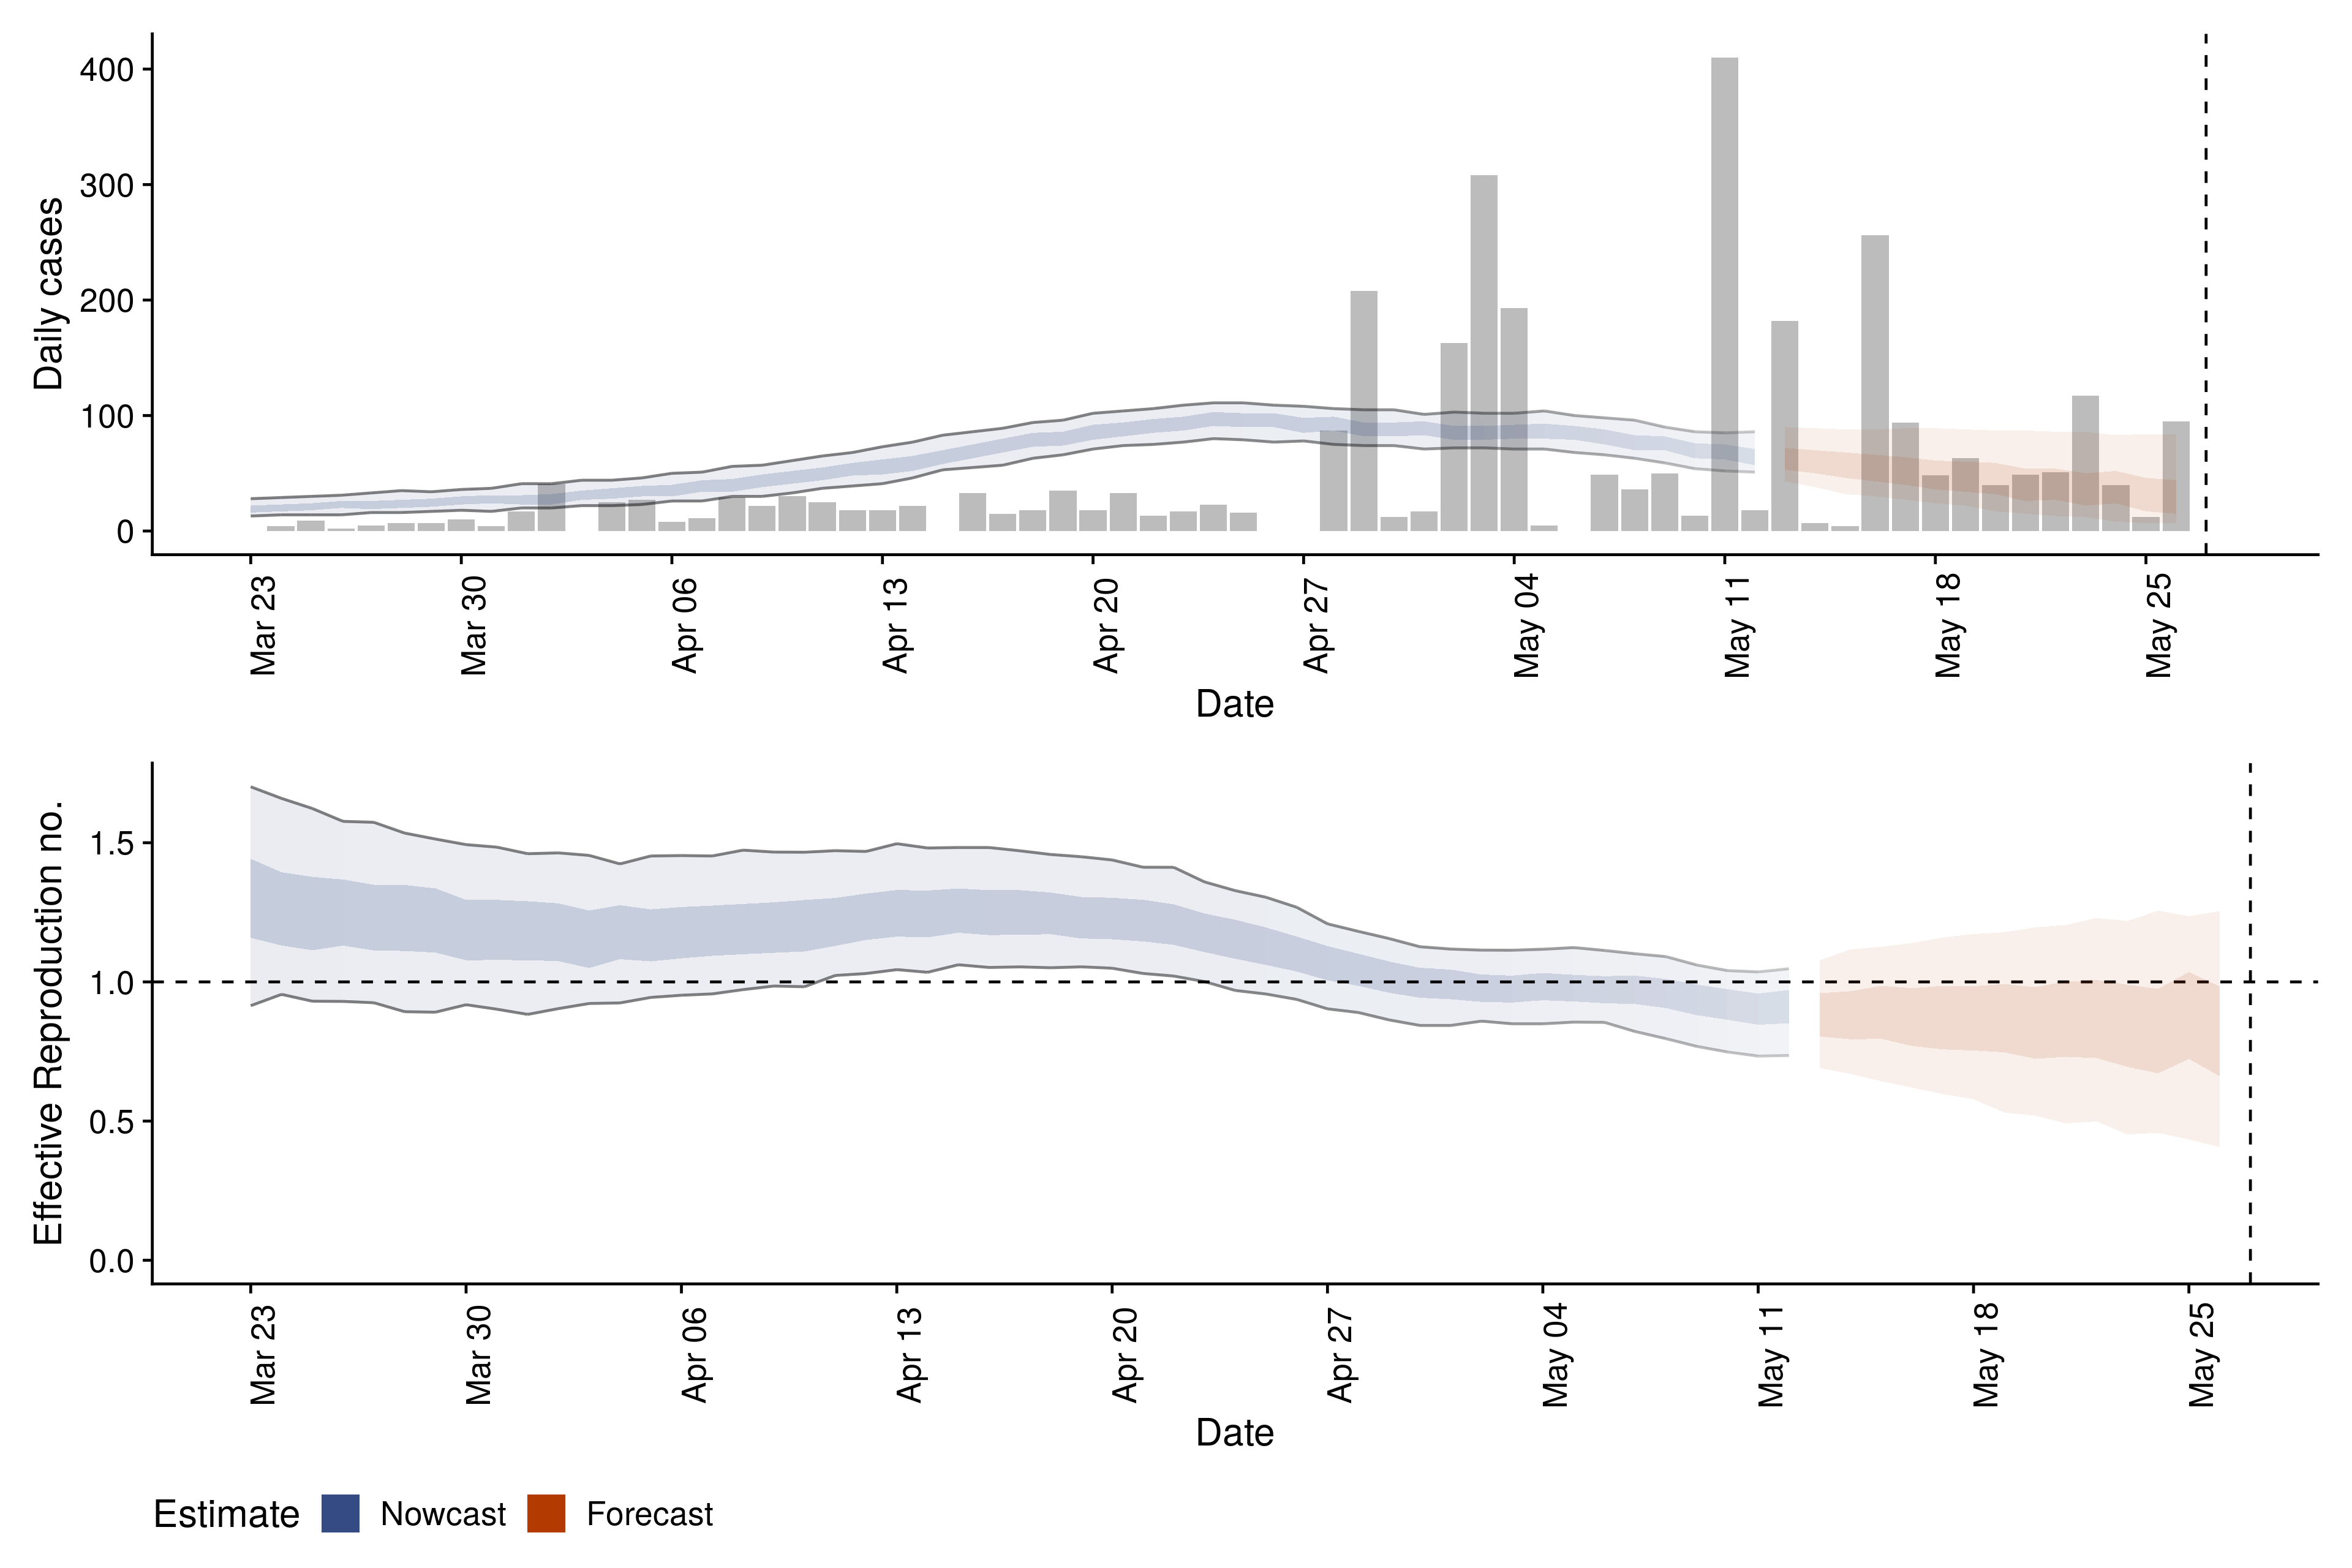 Daily cases
400
300
200
100
0
Mar 23
Mar 30
Apr 06
Apr 13
Apr 20
Apr 27
May 04
May 11
May 18
May 25
Date
Effective Reproduction no.
1.5
1.0
0.5
0.0
Mar 23
Mar 30
Apr 06
Apr 13
Apr 20
Apr 27
May 04
May 11
May 18
May 25
Date
Estimate Nowcast Forecast